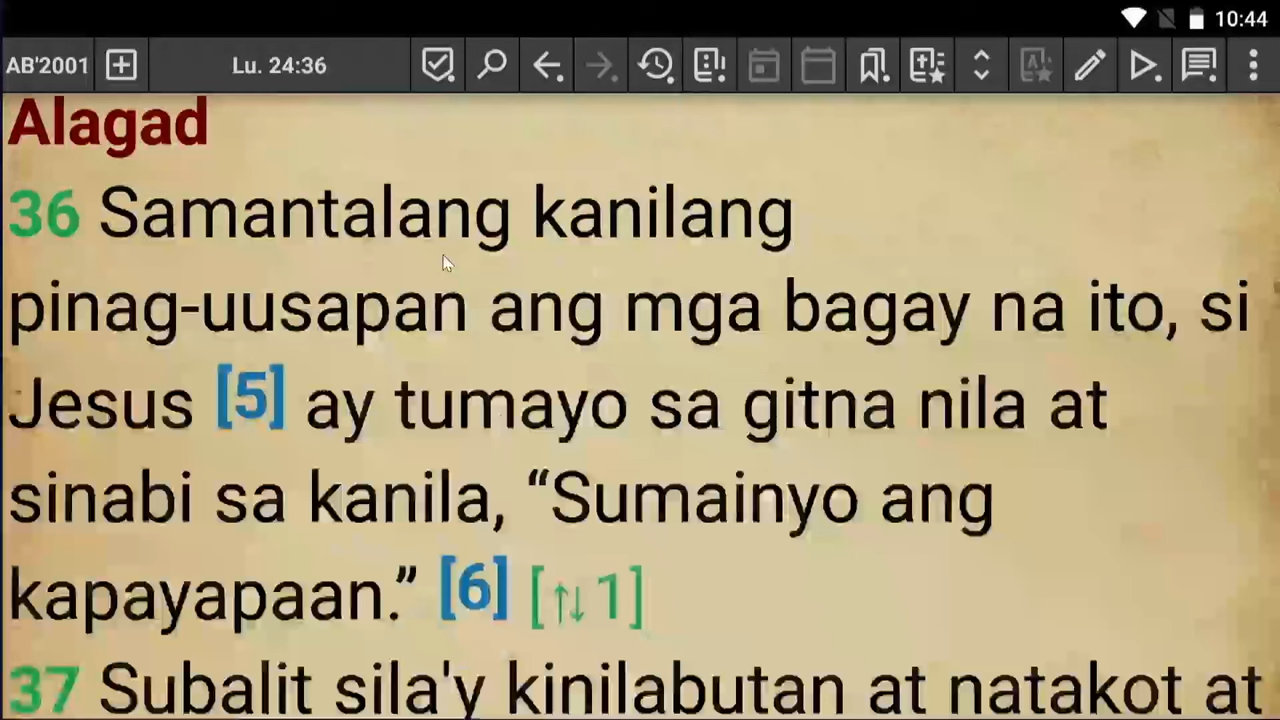 10:44
AB'2001 Lu. 24:36
Alagad
36 Samantalang kanilang
pinag-uusapan ang mga bagay na ito, si
Jesus [5] ay tumayo sa gitna nila at
sinabi sa kanila, “Sumainyo ang
kapayapaan.” [6] [↑↓1]
37 Subalit sila'y kinilabutan at natakot at